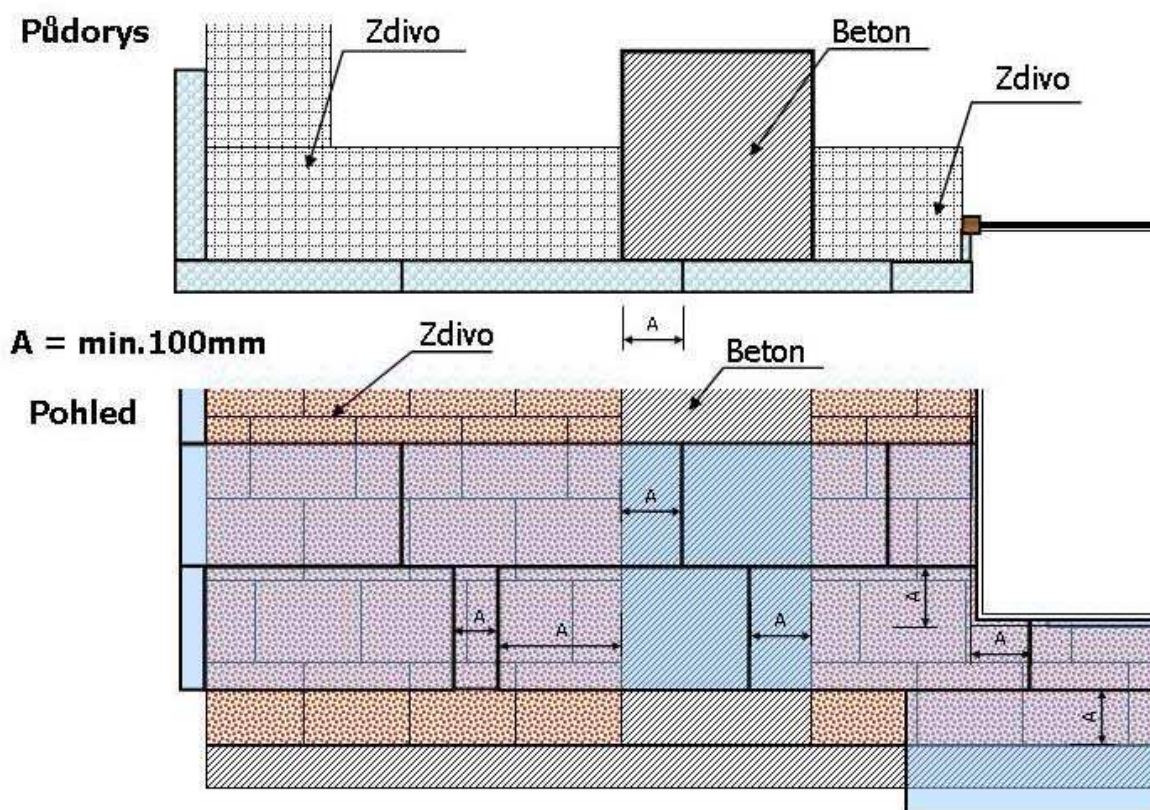 Půdorys
Zdivo
Beton
Zdivo
A
A = min.100mm
Zdivo
Beton
Pohled
A
A
A
A
A
A
A